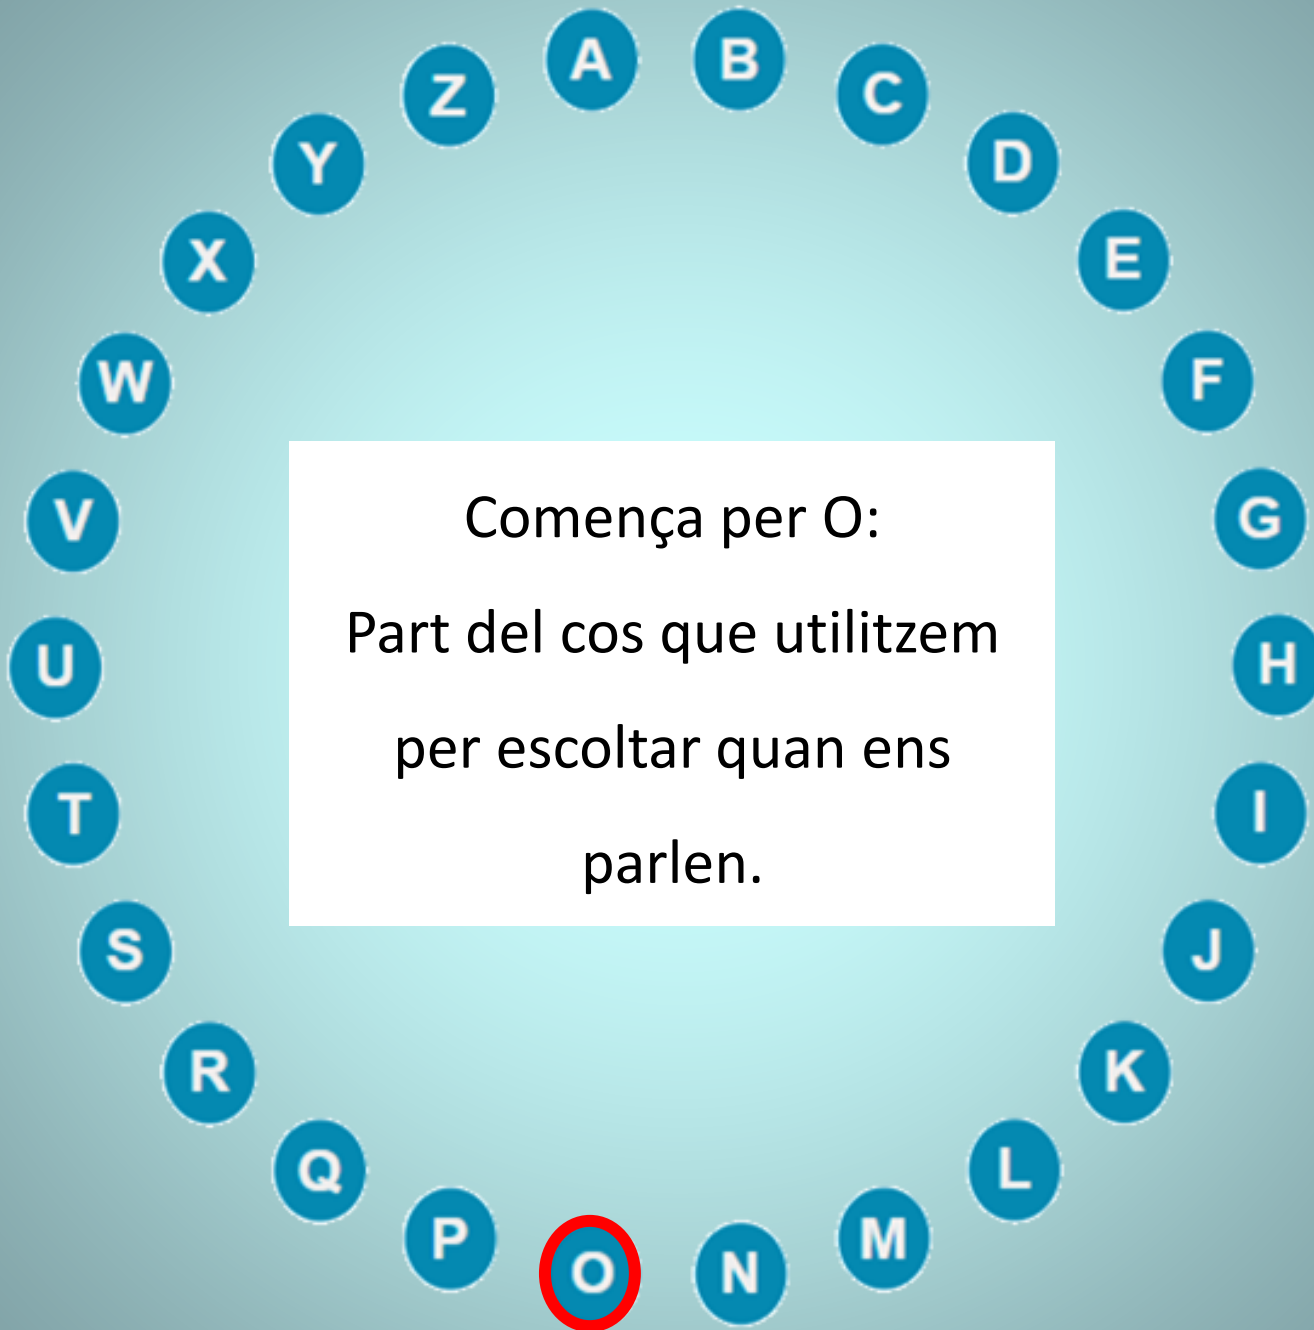 A
B
C
D
E
F
G
H
I
J
K
L
M
N
O
P
Q
R
S
T
U
V
W
X
Y
Z
Comença per O:
Part del cos que utilitzem
per escoltar quan ens
parlen.